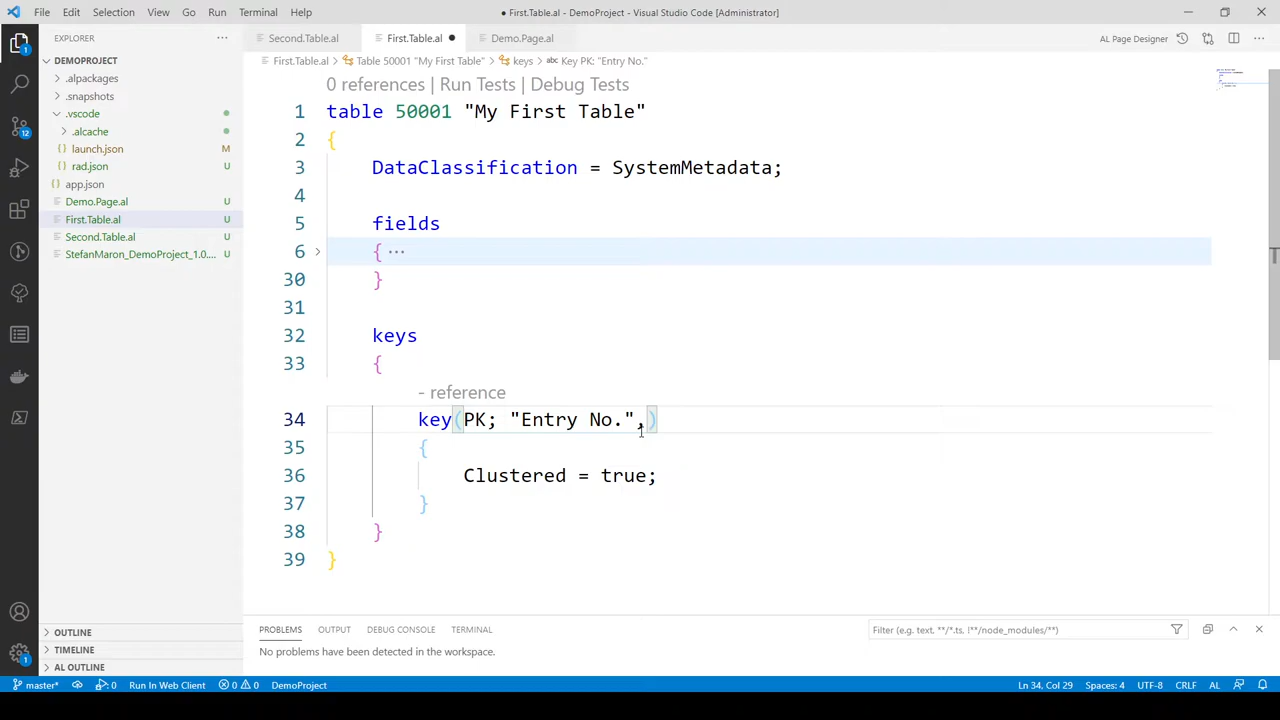 File Edit Selection View Go Run Terminal Help
● First.Table.al - DemoProject - Visual Studio Code [Administrator]
EXPLORER
Second.Table.al
First.Table.al ●
Demo.Page.al
AL Page Designer
DEMOPROJECT
First.Table.al > Table 50001 "My First Table" > keys > Key PK: "Entry No."
.alpackages
.snapshots
.vscode
.alcache
launch.json M
rad.json U
app.json
Demo.Page.al U
First.Table.al U
Second.Table.al U
StefanMaron_DemoProject_1.0.... U
0 references | Run Tests | Debug Tests
1 table 50001 "My First Table"
2 {
3 DataClassification = SystemMetadata;
4
5 fields
6 { ...
30 }
31
32 keys
33 {
- reference
34 key(PK; "Entry No.",)
35 {
36 Clustered = true;
37 }
38 }
39 }
1
12
1
OUTLINE
TIMELINE
AL OUTLINE
PROBLEMS OUTPUT DEBUG CONSOLE TERMINAL
Filter (e.g. text, **/*.ts, !**/node_modules/**)
No problems have been detected in the workspace.
master* 0 Run In Web Client 0 0 DemoProject
Ln 34, Col 29 Spaces: 4 UTF-8 CRLF AL